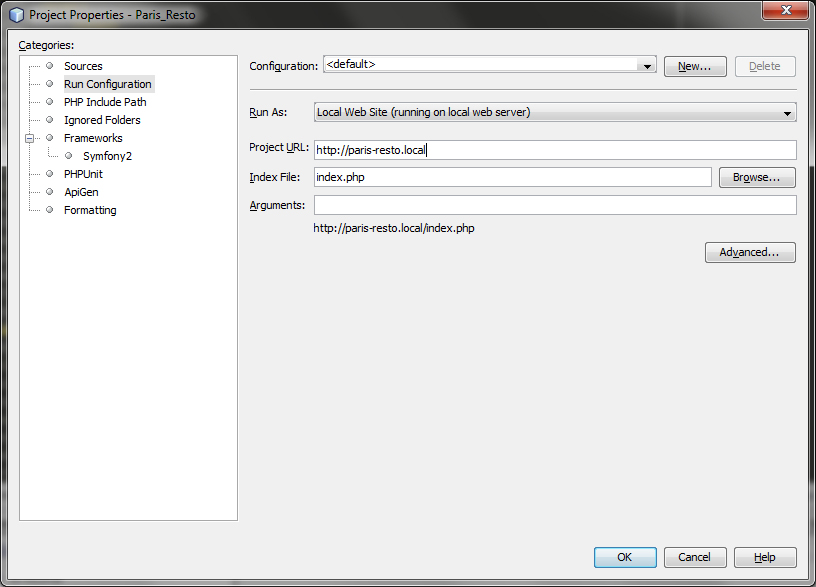 Project Properties - Paris_Resto
Categories:
Sources
Run Configuration
PHP Include Path
Ignored Folders
Frameworks
Symfony2
PHPUnit
ApiGen
Formatting
Configuration: <default> New... Delete
Run As: Local Web Site (running on local web server)
Project URL: http://paris-resto.local
Index File: index.php Browse...
Arguments:
http://paris-resto.local/index.php
Advanced...
OK Cancel Help